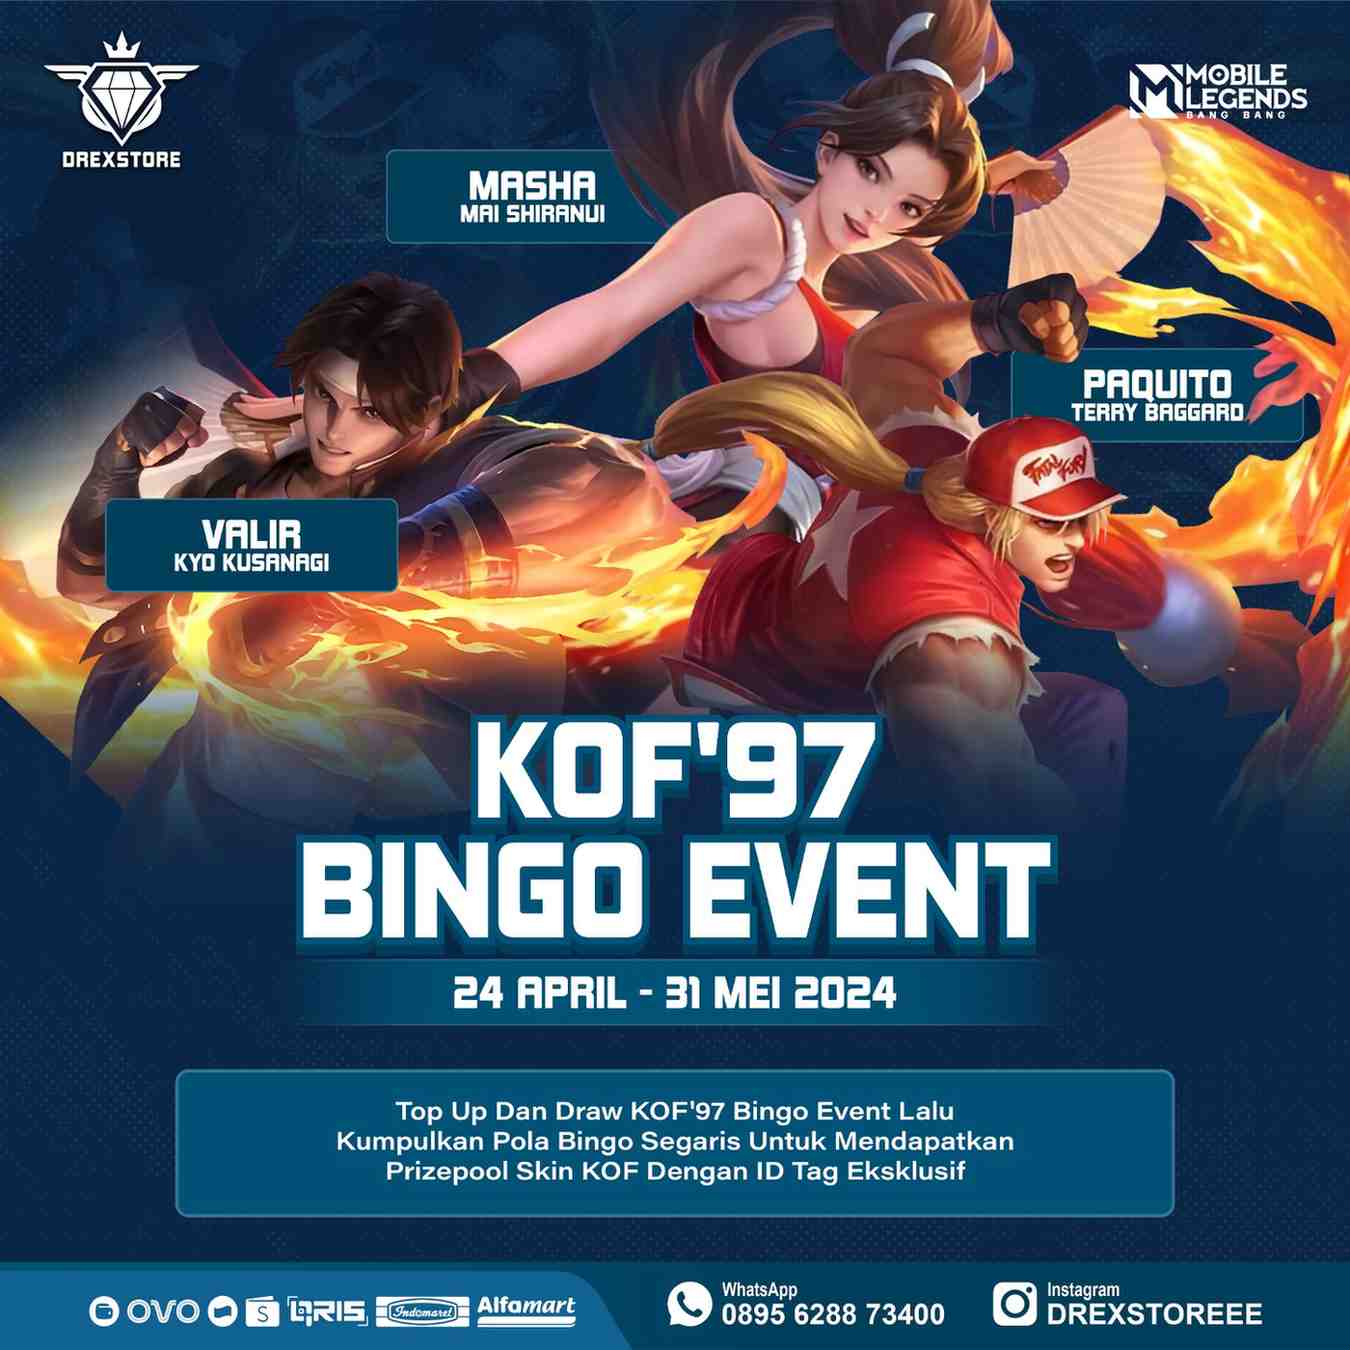 DREXSTORE
MOBILE
LEGENDS
BANG BANG
MASHA
MAI SHIRANUI
PAQUITO
TERRY BAGGARD
FATAL
FURY
VALIR
KYO KUSANAGI
KOF'97
BINGO EVENT
24 APRIL - 31 MEI 2024
Top Up Dan Draw KOF'97 Bingo Event Lalu
Kumpulkan Pola Bingo Segaris Untuk Mendapatkan
Prizepool Skin KOF Dengan ID Tag Eksklusif
OVO S QRIS Indomaret Alfamart
WhatsApp
0895 6288 73400
Instagram
DREXSTOREEE